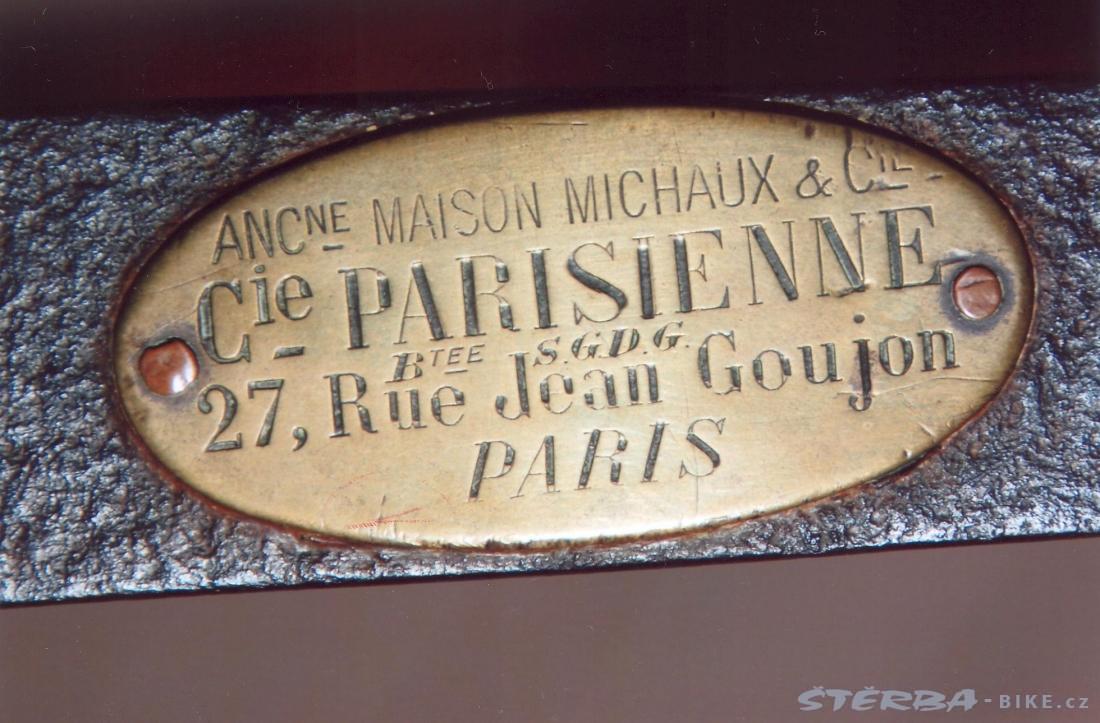 ANCNE MAISON MICHAUX & CIE
Cie PARISIENNE
BTEE S.G.D.G.
27, Rue Jean Goujon
PARIS
ŠTĚRBA-BIKE.cz